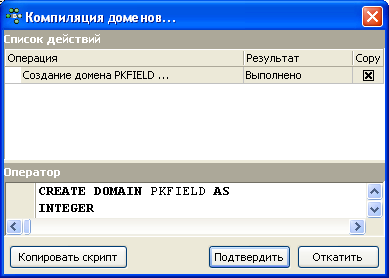 Компиляция доменов...
Список действий
Операция Результат Copy
Создание домена PKFIELD ... Выполнено
Оператор
CREATE DOMAIN PKFIELD AS
INTEGER
Копировать скрипт Подтвердить Откатить